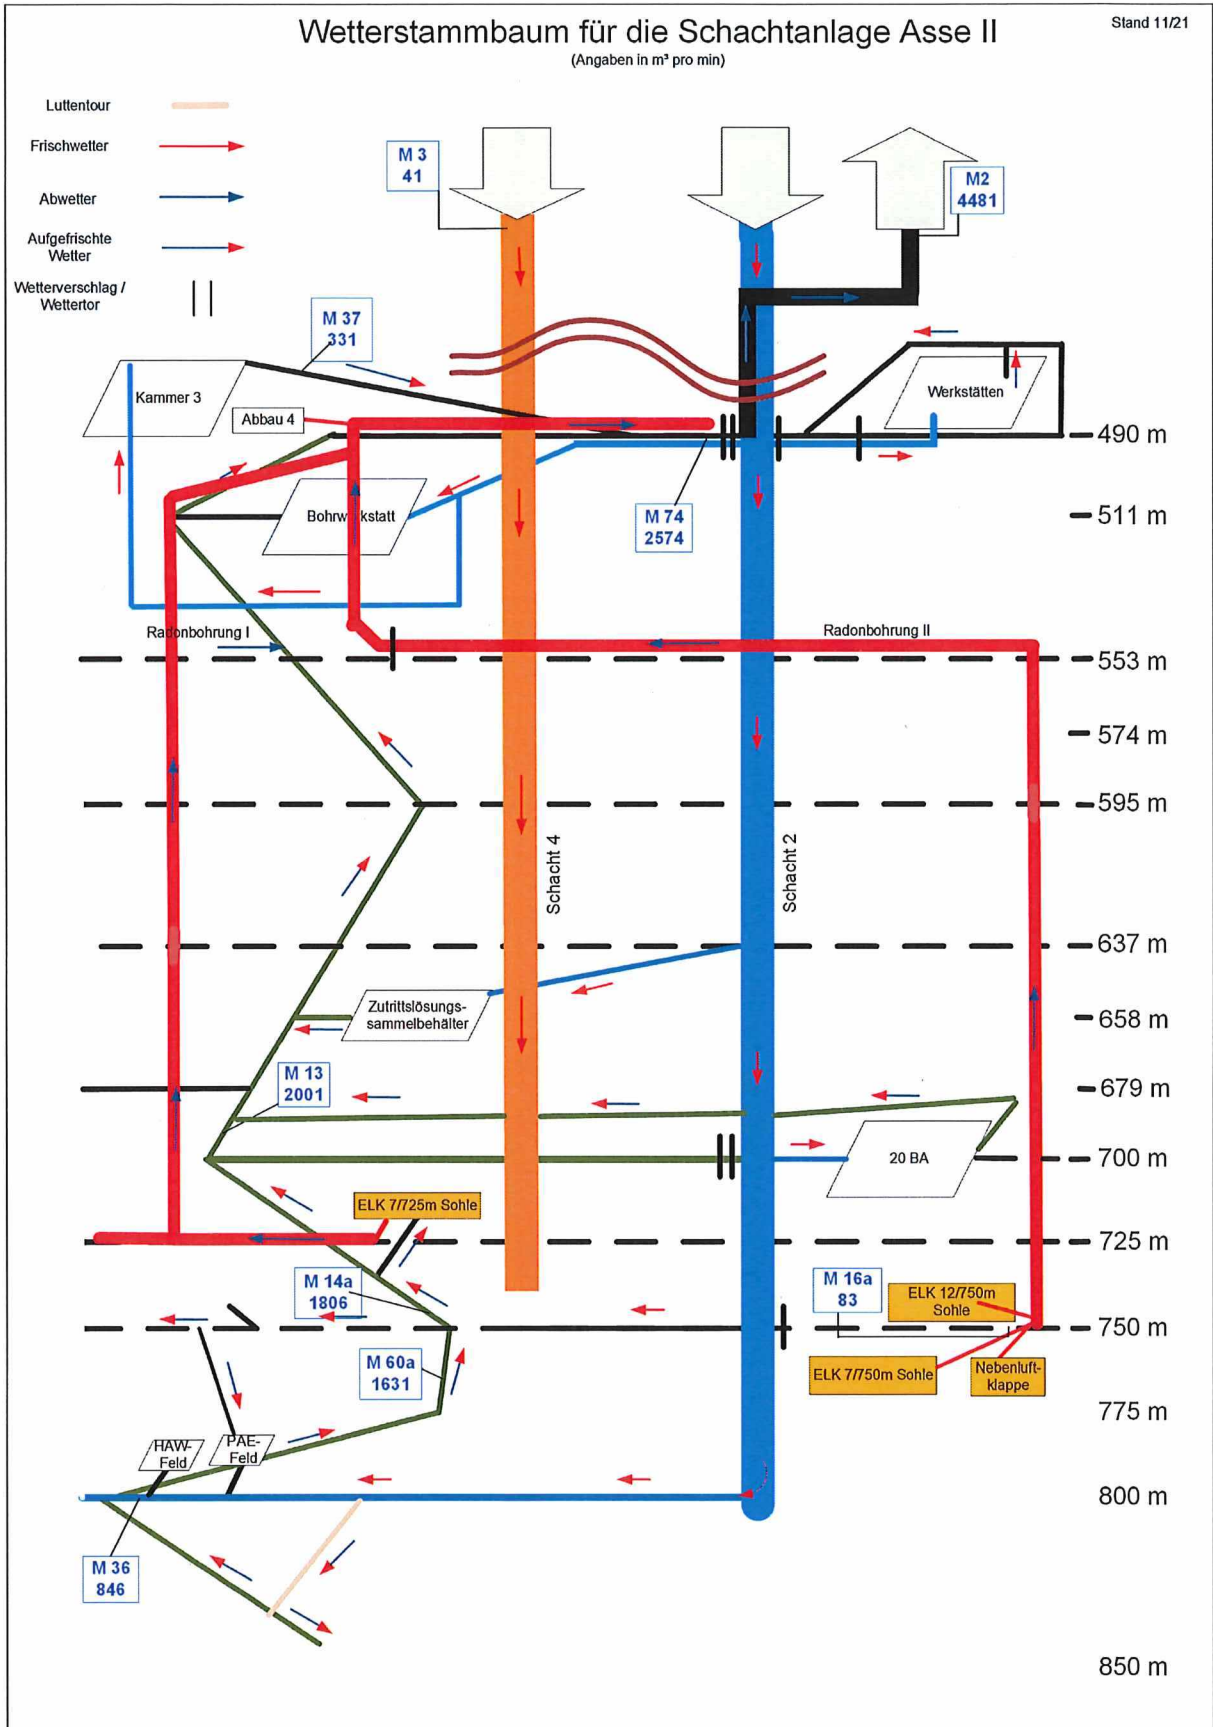 Wetterstammbaum für die Schachtanlage Asse II
(Angaben in m³ pro min)
Stand 11/21
Luttentour
Frischwetter
Abwetter
Aufgefrischte
Wetter
Wetterverschlag /
Wettertor
M 3
41
M2
4481
M 37
331
Kammer 3
Abbau 4
Werkstätten
490 m
Bohrwerkstatt
M 74
2574
511 m
Radonbohrung I
Radonbohrung II
553 m
574 m
595 m
Schacht 4
Schacht 2
637 m
Zutrittslösungs-
sammelbehälter
658 m
M 13
2001
679 m
20 BA
700 m
ELK 7/725m Sohle
725 m
M 14a
1806
M 16a
83
ELK 12/750m
Sohle
750 m
M 60a
1631
ELK 7/750m Sohle
Nebenluft-
klappe
775 m
HAW-
Feld
PAE-
Feld
800 m
M 36
846
850 m